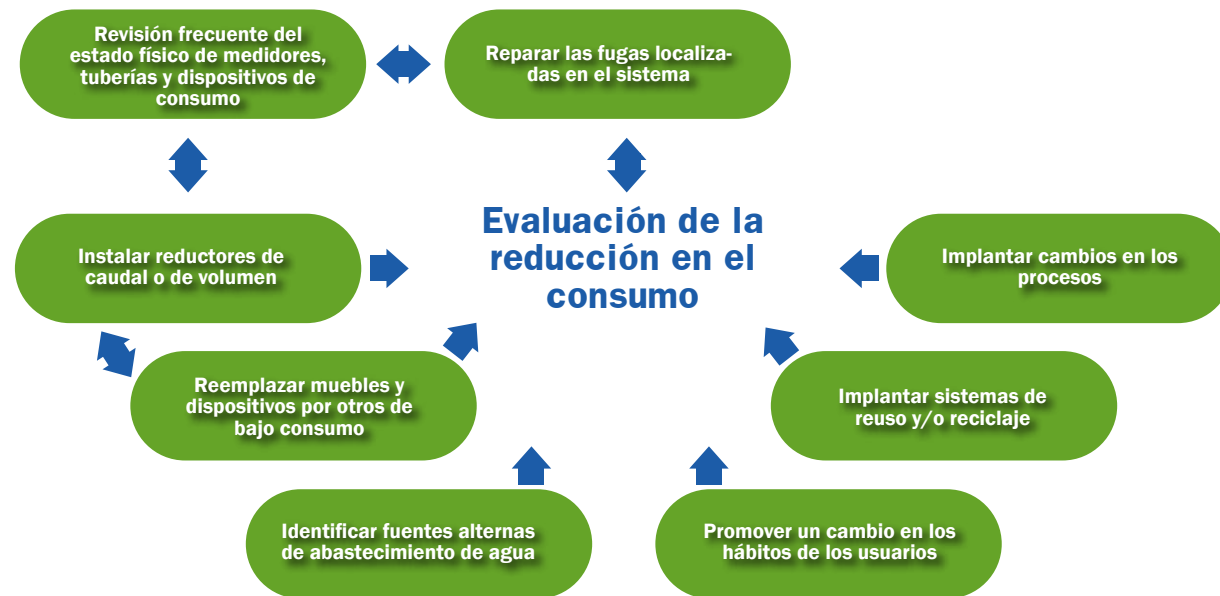 Revisión frecuente del
estado físico de medidores,
tuberías y dispositivos de
consumo
Reparar las fugas localiza-
das en el sistema
Evaluación de la
reducción en el
consumo
Instalar reductores de
caudal o de volumen
Implantar cambios en los
procesos
Reemplazar muebles y
dispositivos por otros de
bajo consumo
Implantar sistemas de
reuso y/o reciclaje
Identificar fuentes alternas
de abastecimiento de agua
Promover un cambio en los
hábitos de los usuarios